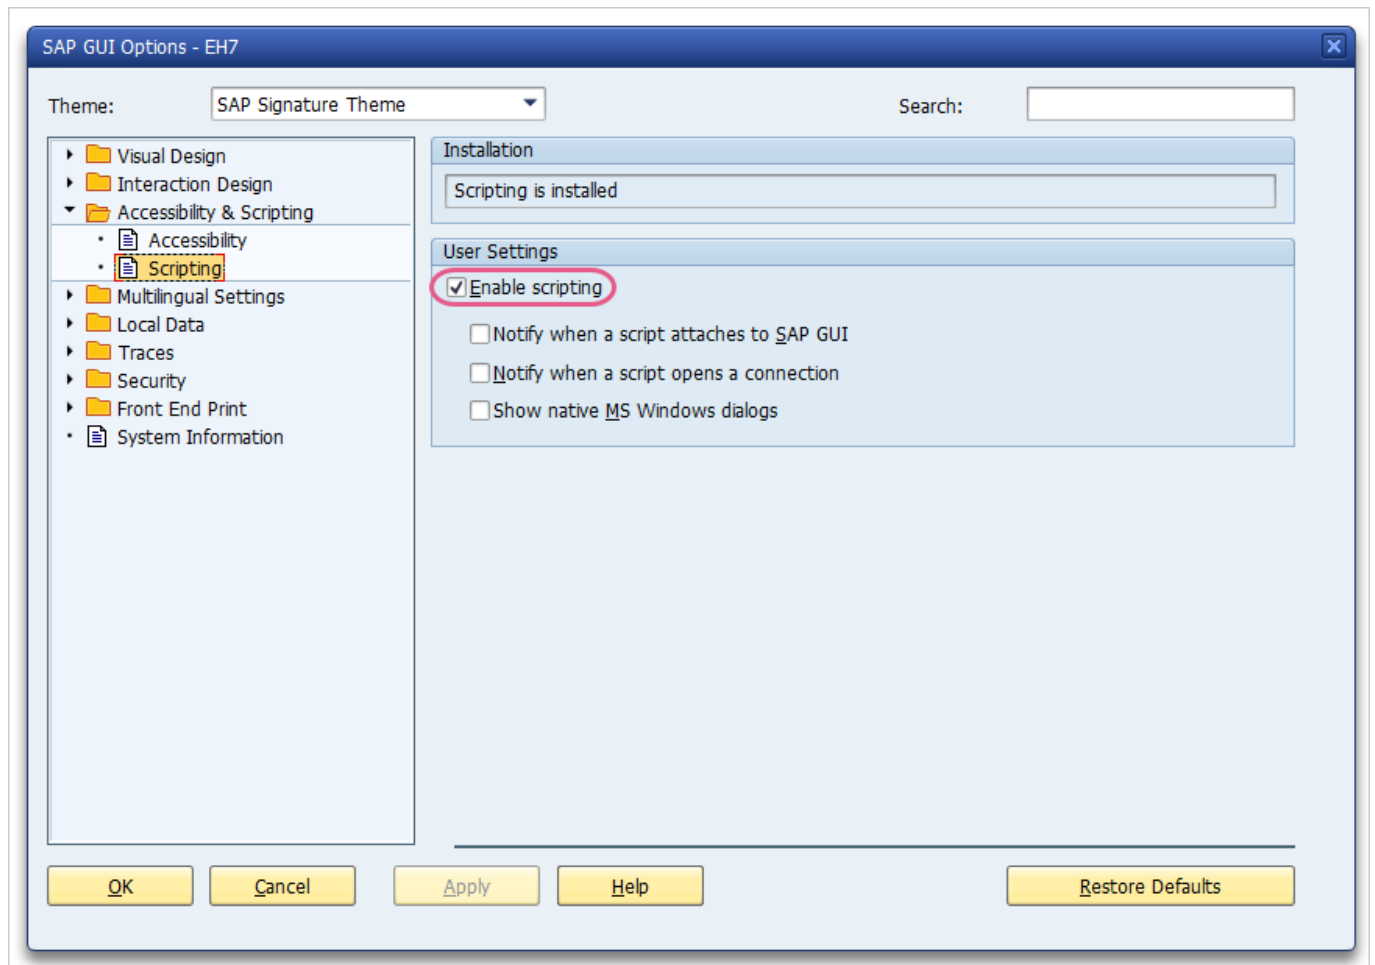 SAP GUI Options - EH7
Theme: SAP Signature Theme Search:
Visual Design
Interaction Design
Accessibility & Scripting
Accessibility
Scripting
Multilingual Settings
Local Data
Traces
Security
Front End Print
System Information
Installation
Scripting is installed
User Settings
Enable scripting
Notify when a script attaches to SAP GUI
Notify when a script opens a connection
Show native MS Windows dialogs
OK Cancel Apply Help Restore Defaults